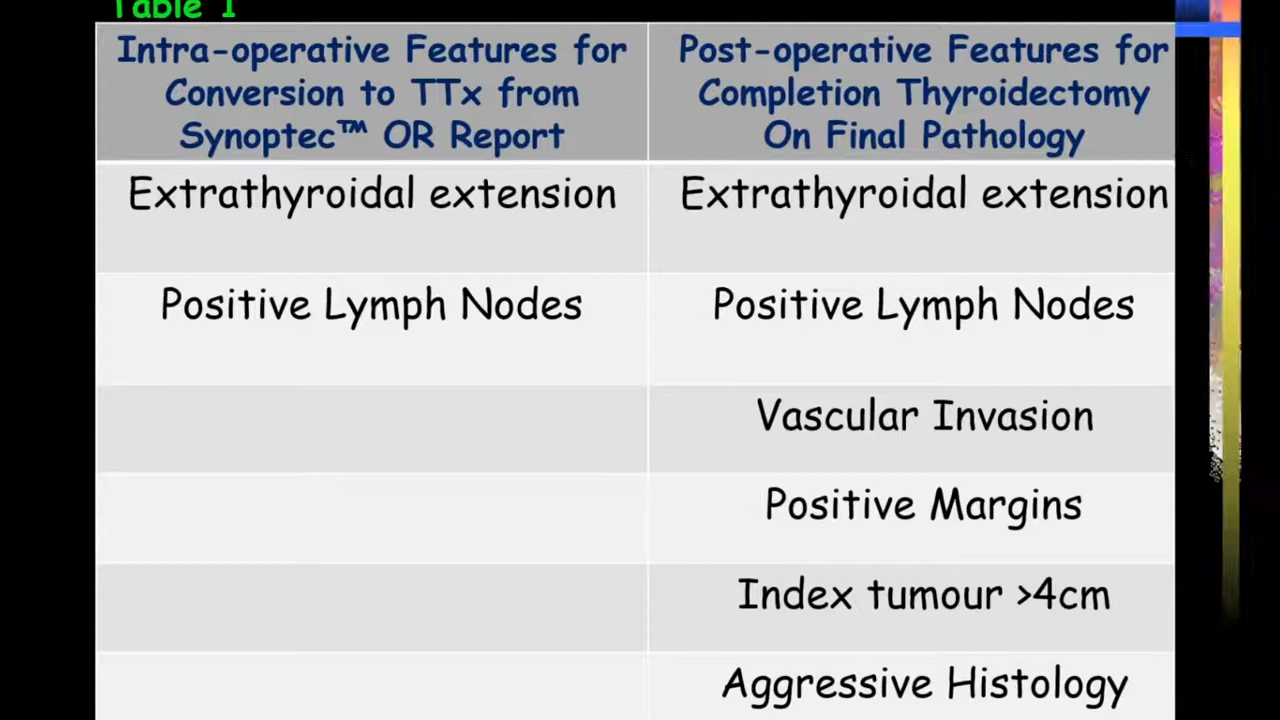 Table 1
Intra-operative Features for
Conversion to TTx from
Synoptec™ OR Report
Post-operative Features for
Completion Thyroidectomy
On Final Pathology
Extrathyroidal extension
Extrathyroidal extension
Positive Lymph Nodes
Positive Lymph Nodes
Vascular Invasion
Positive Margins
Index tumour >4cm
Aggressive Histology